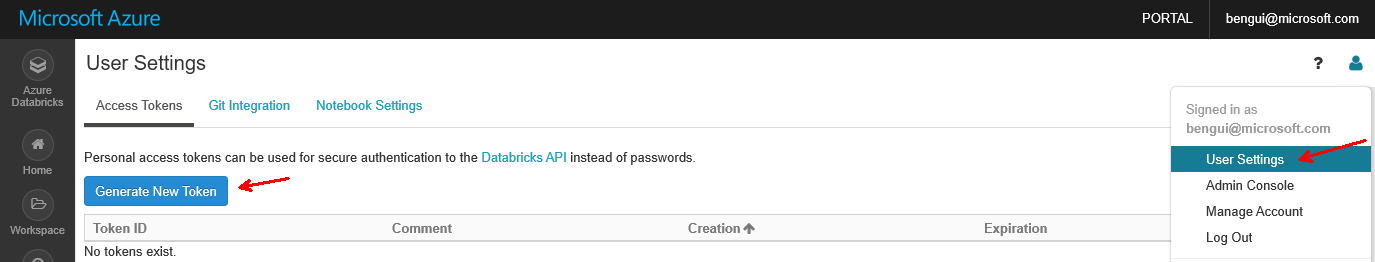 Microsoft Azure
PORTAL
bengui@microsoft.com
Azure
Databricks
Home
Workspace
User Settings
?
Access Tokens
Git Integration
Notebook Settings
Personal access tokens can be used for secure authentication to the Databricks API instead of passwords.
Generate New Token
Token ID
Comment
Creation
Expiration
No tokens exist.
Signed in as
bengui@microsoft.com
User Settings
Admin Console
Manage Account
Log Out